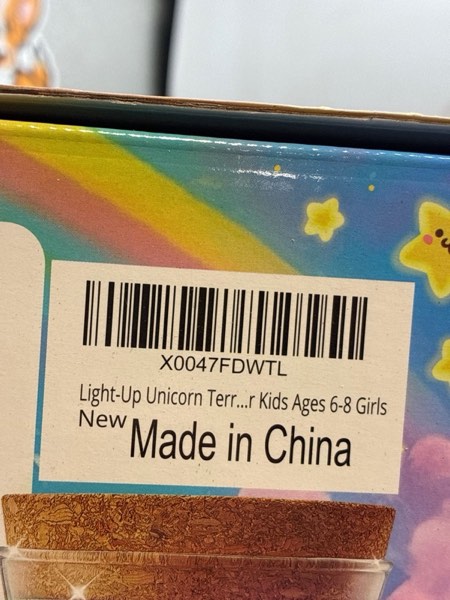 X0047FDWTL
Light-Up Unicorn Terr...r Kids Ages 6-8 Girls
New
Made in China